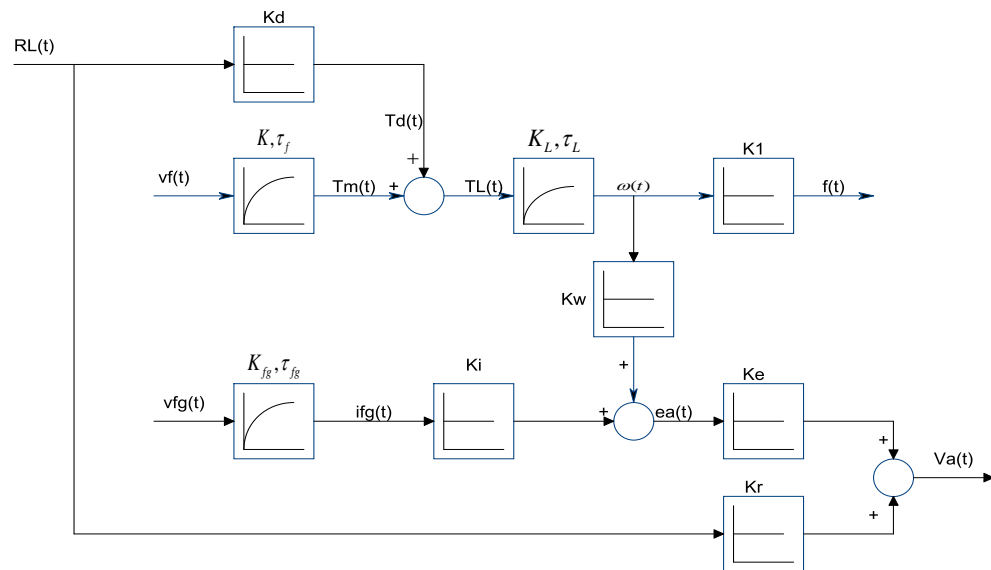 Kd
RL(t)
Td(t)
K,τf
KL,τL
K1
+
vf(t)
Tm(t)
+
TL(t)
ω(t)
f(t)
Kw
+
Kfg,τfg
Ki
Ke
vfg(t)
ifg(t)
+
ea(t)
+
Va(t)
Kr
+